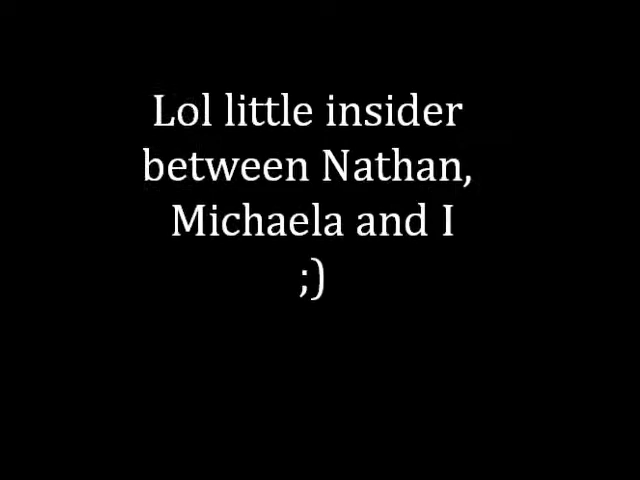 Lol little insider
between Nathan,
Michaela and I
;)